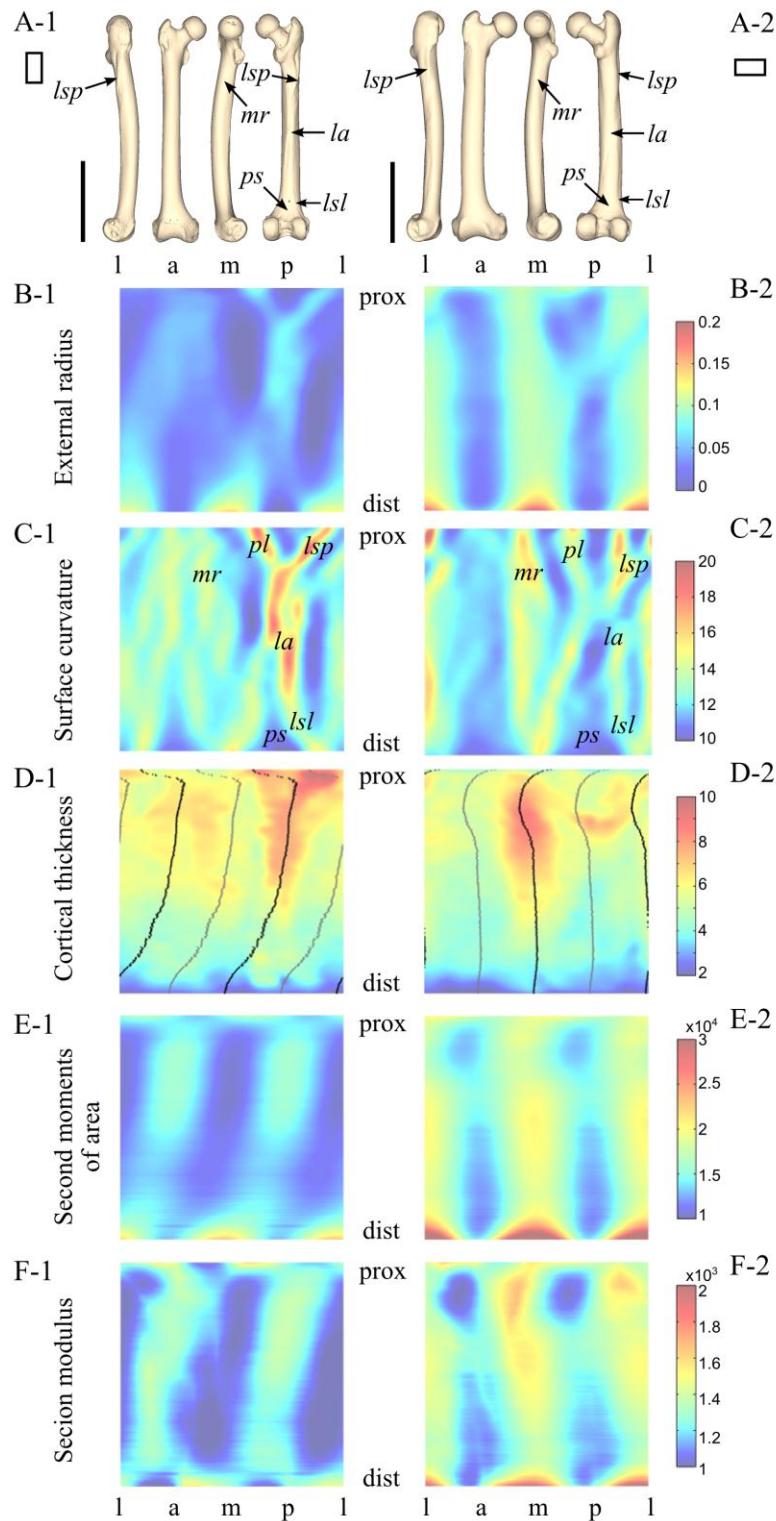 A-1 A-2
lsp lsp mr la ps lsl
lsp mr lsp la ps lsl
l a m p l l a m p l
B-1 prox B-2
External radius
0.2
0.15
0.1
0.05
0
dist
C-1 prox C-2
Surface curvature
pl lsp mr la lsl ps
pl lsp mr la lsl ps
20
18
16
14
12
10
dist
D-1 prox D-2
Cortical thickness
10
8
6
4
2
dist
E-1 prox E-2
Second moments
of area
x10⁴
3
2.5
2
1.5
1
dist
F-1 prox F-2
Secion modulus
x10³
2
1.8
1.6
1.4
1.2
1
dist
l a m p l l a m p l